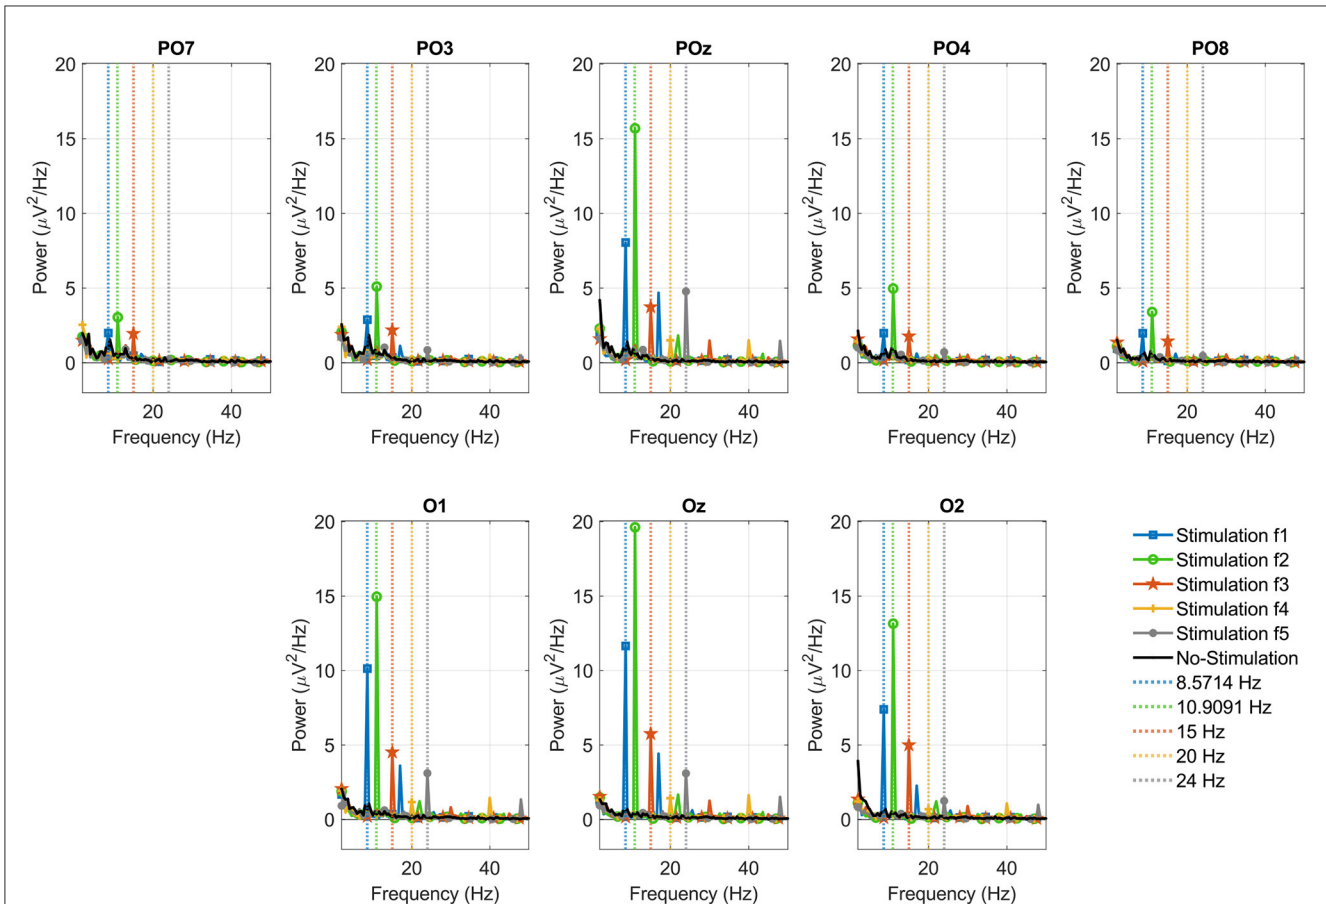 PO7
PO3
POz
PO4
PO8
20
15
10
5
0
Power (μV²/Hz)
20 40
Frequency (Hz)
20
15
10
5
0
Power (μV²/Hz)
20 40
Frequency (Hz)
20
15
10
5
0
Power (μV²/Hz)
20 40
Frequency (Hz)
20
15
10
5
0
Power (μV²/Hz)
20 40
Frequency (Hz)
20
15
10
5
0
Power (μV²/Hz)
20 40
Frequency (Hz)
O1
Oz
O2
20
15
10
5
0
Power (μV²/Hz)
20 40
Frequency (Hz)
20
15
10
5
0
Power (μV²/Hz)
20 40
Frequency (Hz)
20
15
10
5
0
Power (μV²/Hz)
20 40
Frequency (Hz)
Stimulation f1
Stimulation f2
Stimulation f3
Stimulation f4
Stimulation f5
No-Stimulation
8.5714 Hz
10.9091 Hz
15 Hz
20 Hz
24 Hz